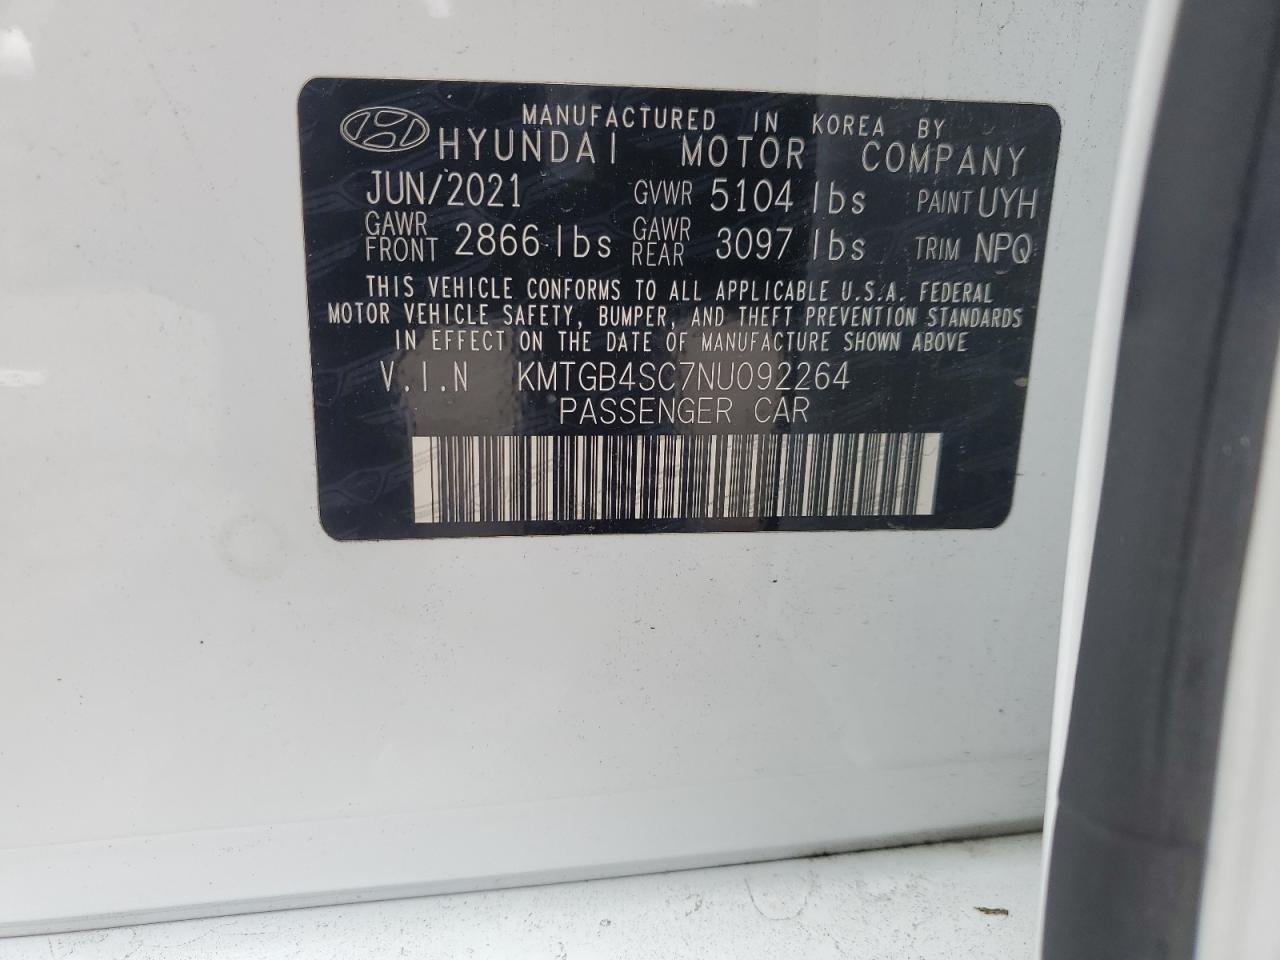 MANUFACTURED IN KOREA BY
HYUNDAI MOTOR COMPANY
JUN/2021 GVWR 5104 lbs PAINT UYH
GAWR FRONT 2866 lbs GAWR REAR 3097 lbs TRIM NPQ
THIS VEHICLE CONFORMS TO ALL APPLICABLE U.S.A. FEDERAL
MOTOR VEHICLE SAFETY, BUMPER, AND THEFT PREVENTION STANDARDS
IN EFFECT ON THE DATE OF MANUFACTURE SHOWN ABOVE
V.I.N KMTGB4SC7NU092264
PASSENGER CAR